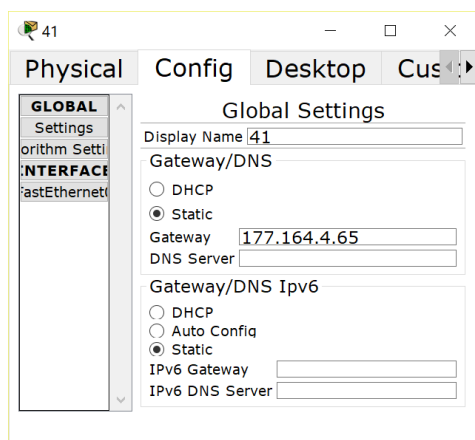 41
Physical Config Desktop
GLOBAL
Settings
INTERFACE
Global Settings
Display Name 41
Gateway/DNS
DHCP
Static
Gateway 177.164.4.65
DNS Server
Gateway/DNS Ipv6
DHCP
Auto Config
Static
IPv6 Gateway
IPv6 DNS Server